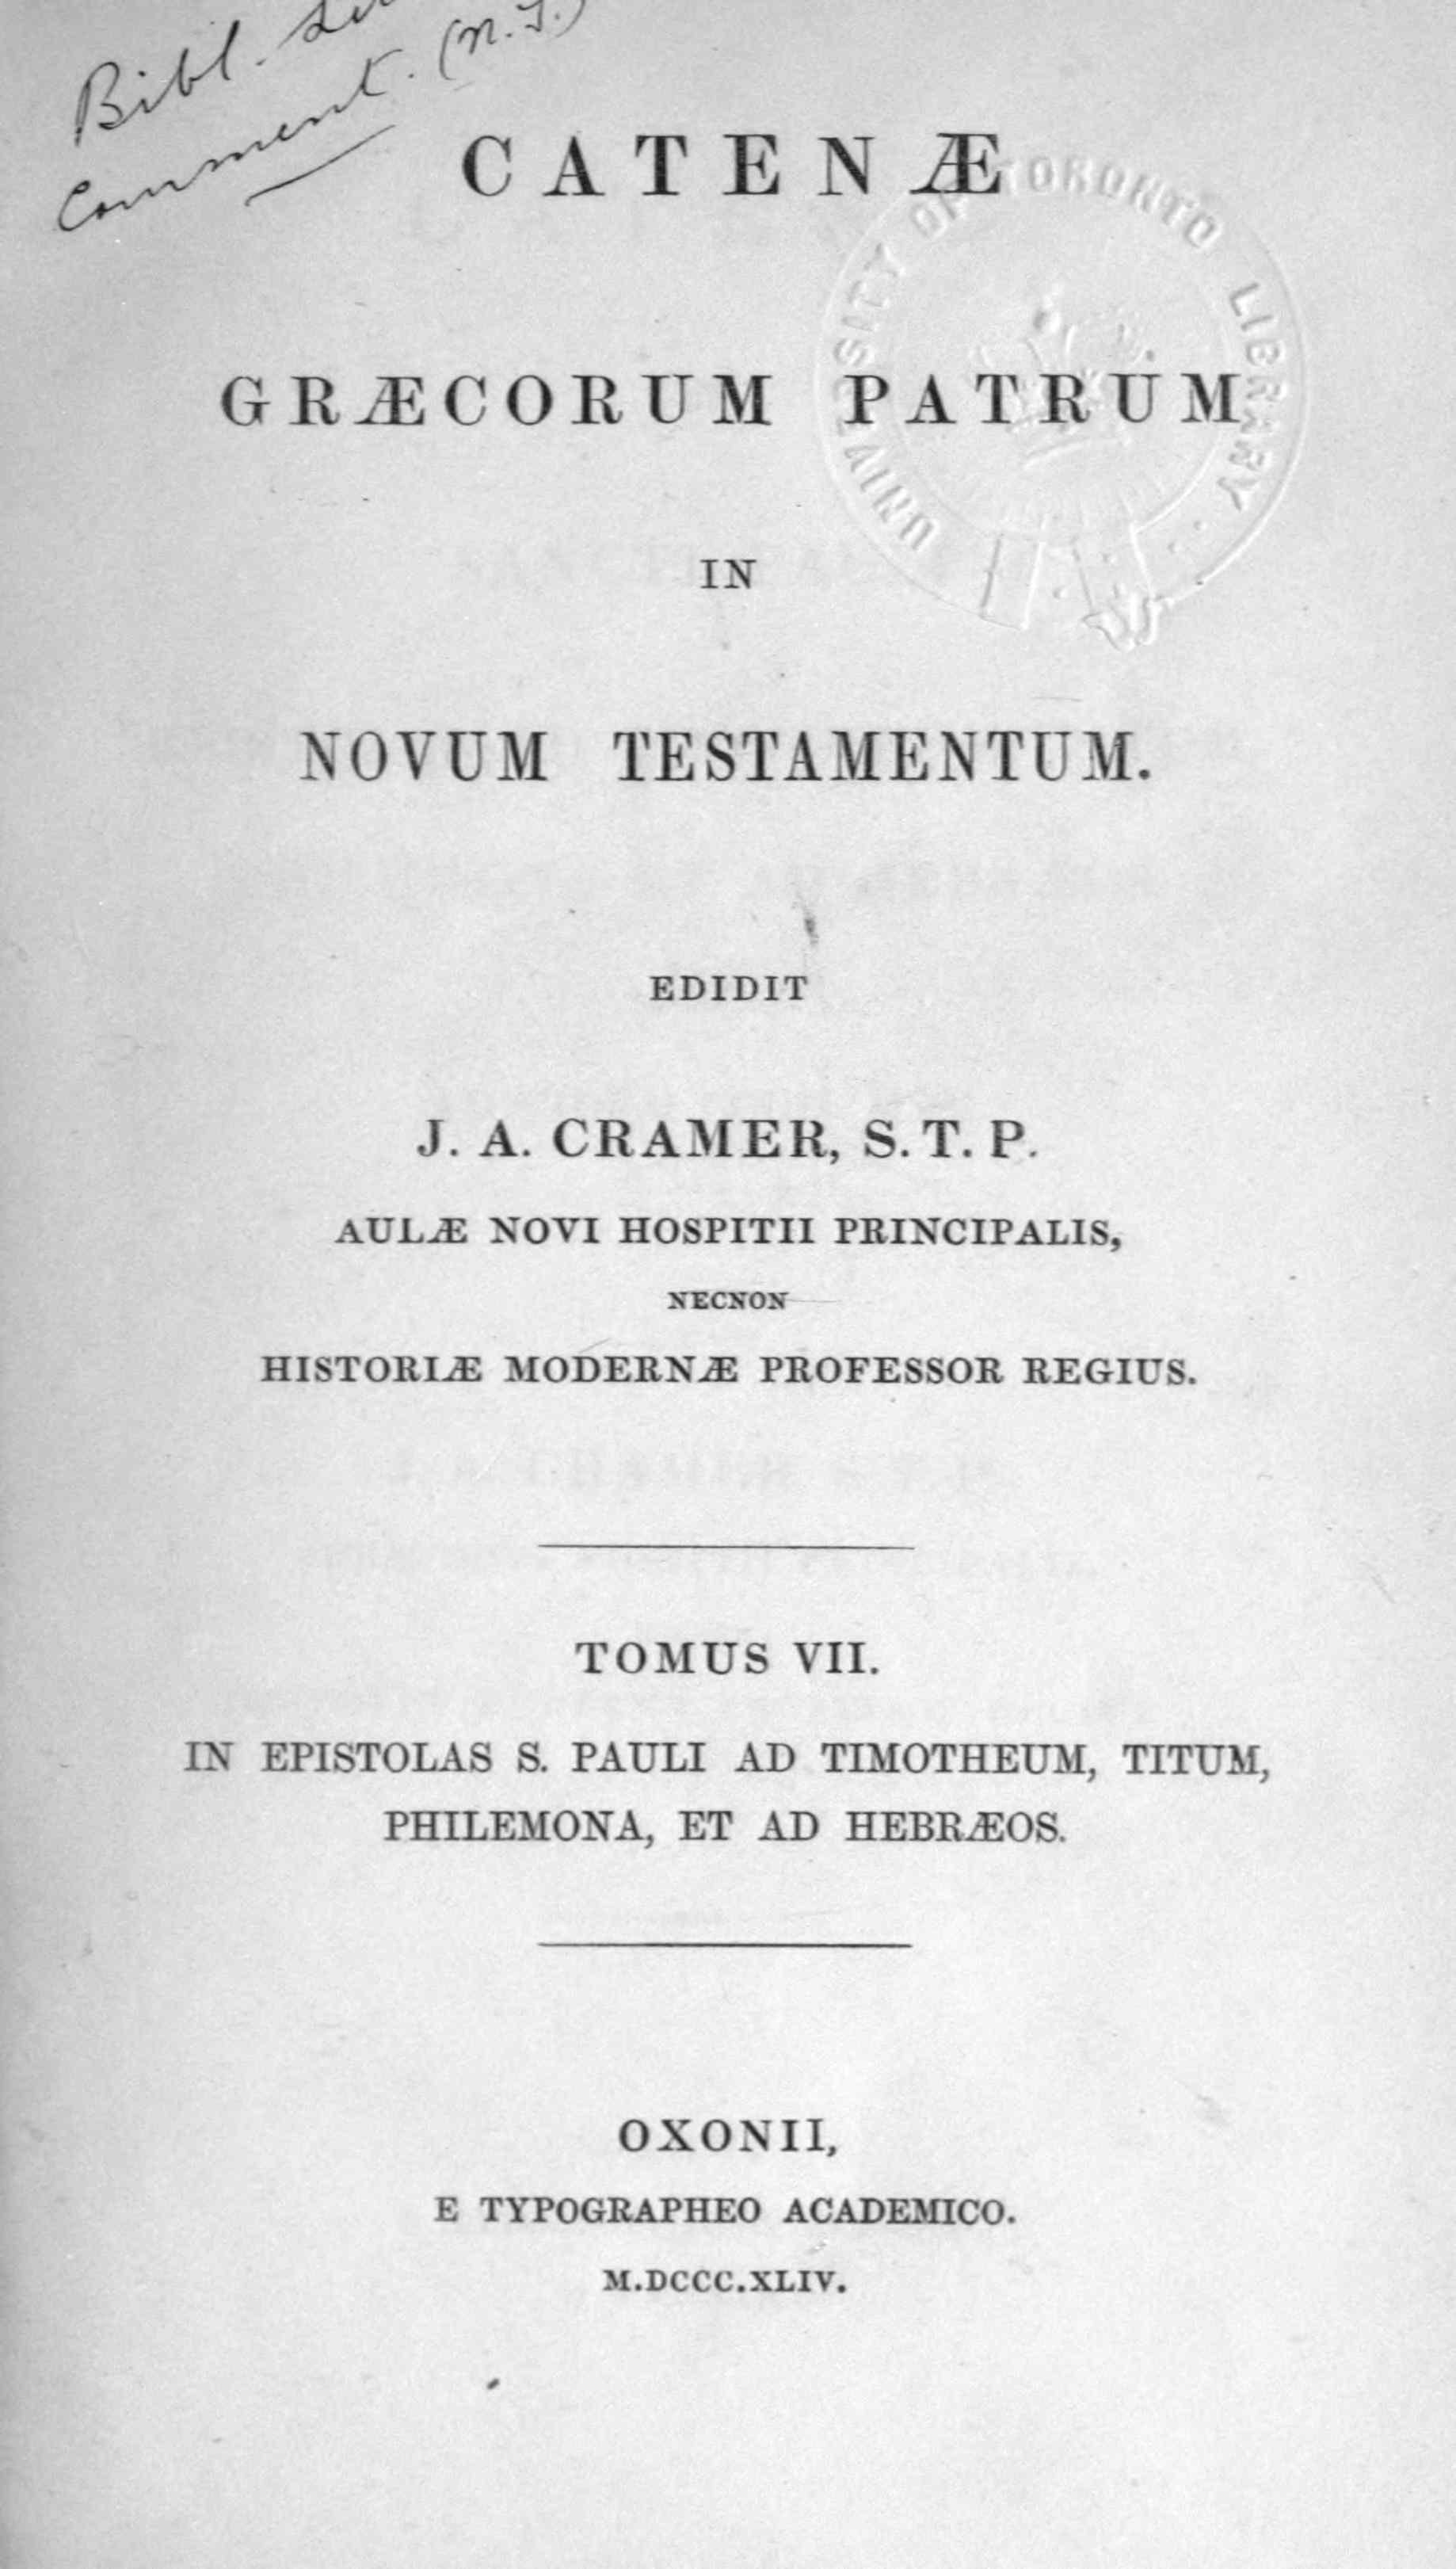 Bibl.
Comment. (N.T.)
CATENÆ
UNIVERSITY OF TORONTO LIBRARY
GRÆCORUM PATRUM
IN
NOVUM TESTAMENTUM.
EDIDIT
J. A. CRAMER, S. T. P.
AULÆ NOVI HOSPITII PRINCIPALIS,
NECNON
HISTORIÆ MODERNÆ PROFESSOR REGIUS.
TOMUS VII.
IN EPISTOLAS S. PAULI AD TIMOTHEUM, TITUM,
PHILEMONA, ET AD HEBRÆOS.
OXONII,
E TYPOGRAPHEO ACADEMICO.
M.DCCC.XLIV.